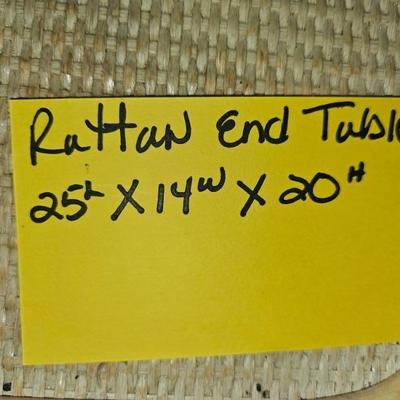 Rattan End Table
25L X 14W X 20H